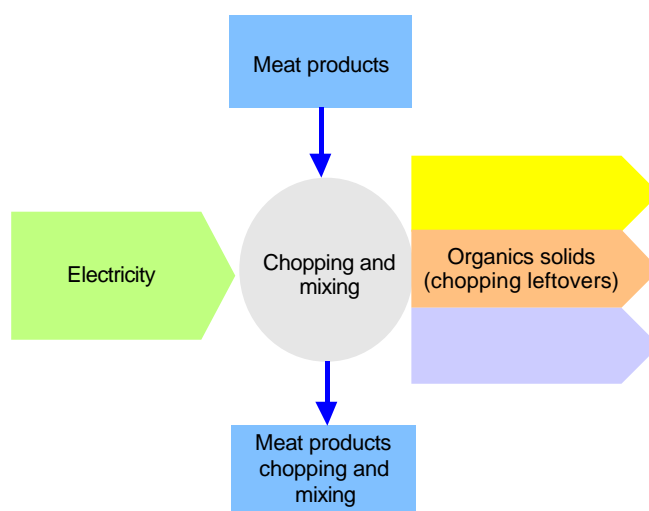 Meat products
Electricity
Chopping and
mixing
Organics solids
(chopping leftovers)
Meat products
chopping and
mixing